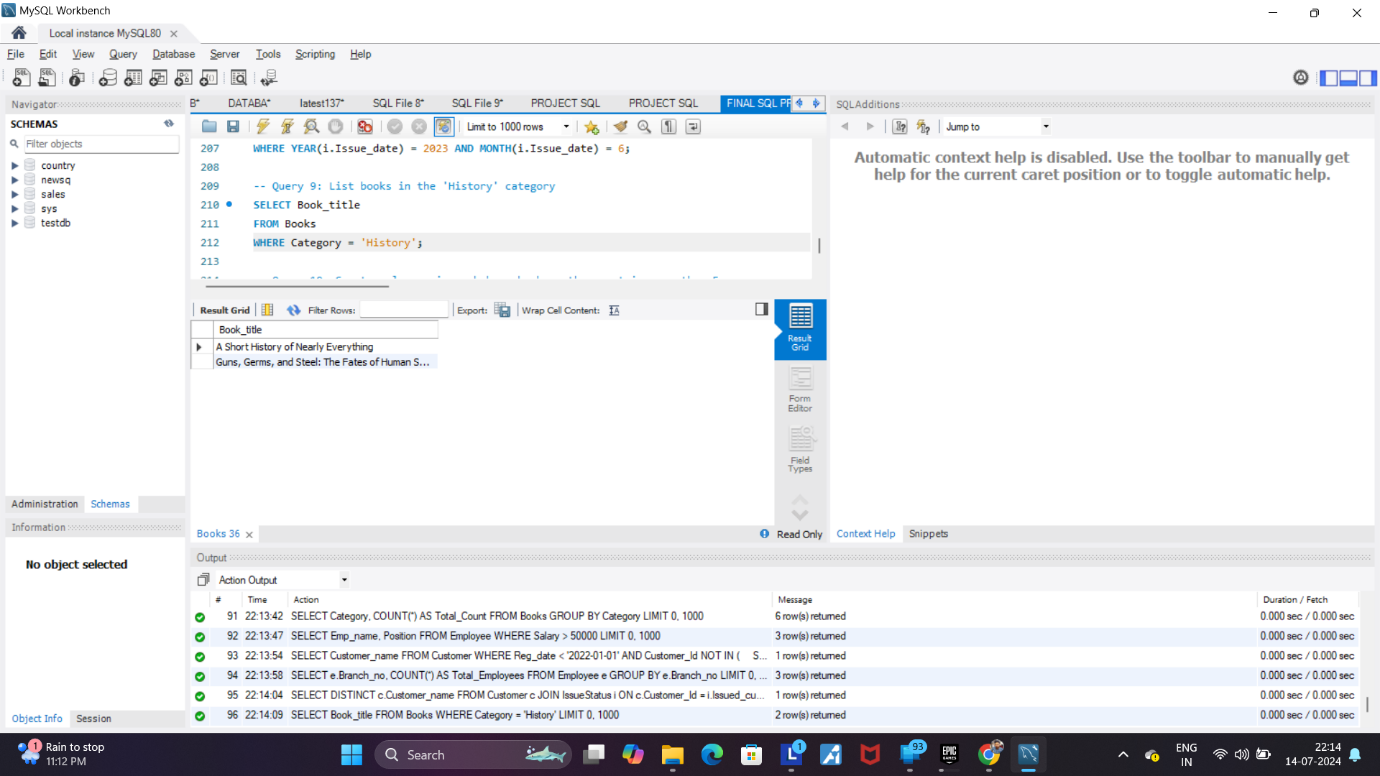 MySQL Workbench
Local instance MySQL80
File Edit View Query Database Server Tools Scripting Help
Navigator
SCHEMAS
Filter objects
country
newsq
sales
sys
testdb
Administration Schemas
Information
No object selected
Object Info Session
B* DATABA* latest137* SQL File 8* SQL File 9* PROJECT SQL PROJECT SQL FINAL SQL PR
Limit to 1000 rows
207 WHERE YEAR(i.Issue_date) = 2023 AND MONTH(i.Issue_date) = 6;
208
209 -- Query 9: List books in the 'History' category
210 SELECT Book_title
211 FROM Books
212 WHERE Category = 'History';
213
Result Grid Filter Rows: Export: Wrap Cell Content:
Book_title
A Short History of Nearly Everything
Guns, Germs, and Steel: The Fates of Human S...
Result Grid
Form Editor
Field Types
Books 36 Read Only
SQLAdditions
Jump to
Automatic context help is disabled. Use the toolbar to manually get
help for the current caret position or to toggle automatic help.
Context Help Snippets
Output
Action Output
# Time Action Message Duration / Fetch
91 22:13:42 SELECT Category, COUNT(*) AS Total_Count FROM Books GROUP BY Category LIMIT 0, 1000 6 row(s) returned 0.000 sec / 0.000 sec
92 22:13:47 SELECT Emp_name, Position FROM Employee WHERE Salary > 50000 LIMIT 0, 1000 3 row(s) returned 0.000 sec / 0.000 sec
93 22:13:54 SELECT Customer_name FROM Customer WHERE Reg_date < '2022-01-01' AND Customer_Id NOT IN ( S... 1 row(s) returned 0.000 sec / 0.000 sec
94 22:13:58 SELECT e.Branch_no, COUNT(*) AS Total_Employees FROM Employee e GROUP BY e.Branch_no LIMIT 0, ... 3 row(s) returned 0.000 sec / 0.000 sec
95 22:14:04 SELECT DISTINCT c.Customer_name FROM Customer c JOIN IssueStatus i ON c.Customer_Id = i.Issued_cu... 1 row(s) returned 0.000 sec / 0.000 sec
96 22:14:09 SELECT Book_title FROM Books WHERE Category = 'History' LIMIT 0, 1000 2 row(s) returned 0.000 sec / 0.000 sec
1 Rain to stop
11:12 PM
Search
1
93
EPIC GAMES
ENG
IN
22:14
14-07-2024